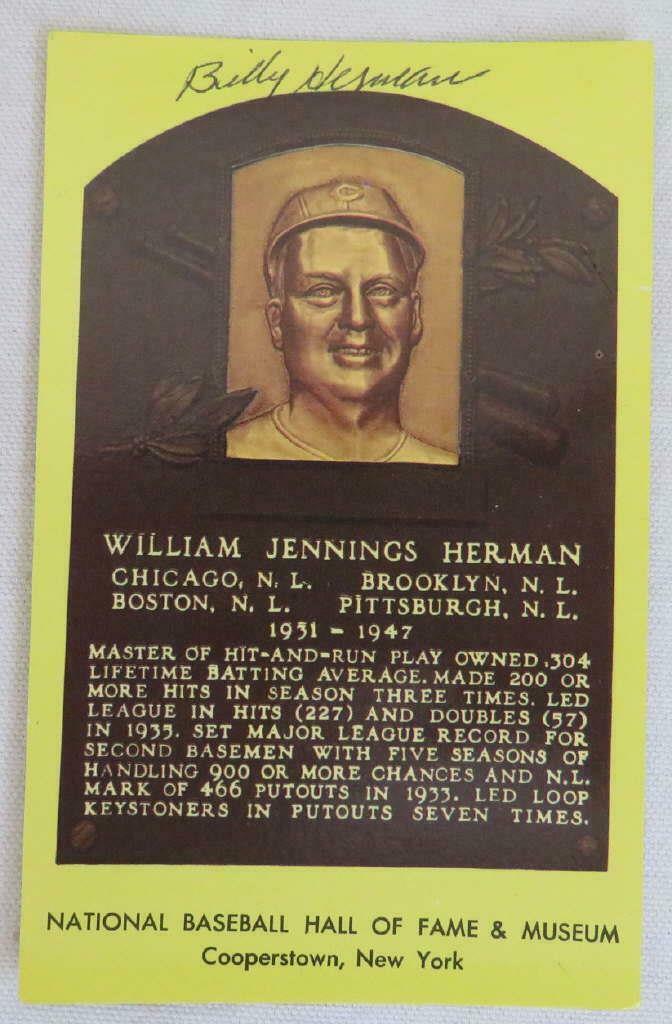 Billy Herman
C
WILLIAM JENNINGS HERMAN
CHICAGO, N. L. BROOKLYN, N. L.
BOSTON, N. L. PITTSBURGH, N. L.
1931 - 1947
MASTER OF HIT-AND-RUN PLAY OWNED .304
LIFETIME BATTING AVERAGE. MADE 200 OR
MORE HITS IN SEASON THREE TIMES. LED
LEAGUE IN HITS (227) AND DOUBLES (57)
IN 1935. SET MAJOR LEAGUE RECORD FOR
SECOND BASEMEN WITH FIVE SEASONS OF
HANDLING 900 OR MORE CHANCES AND N.L.
MARK OF 466 PUTOUTS IN 1933. LED LOOP
KEYSTONERS IN PUTOUTS SEVEN TIMES.
NATIONAL BASEBALL HALL OF FAME & MUSEUM
Cooperstown, New York